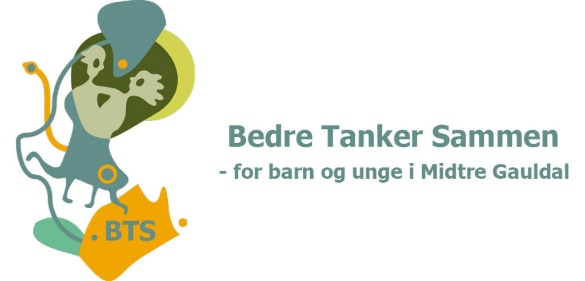 Bedre Tanker Sammen
- for barn og unge i Midtre Gauldal
.BTS